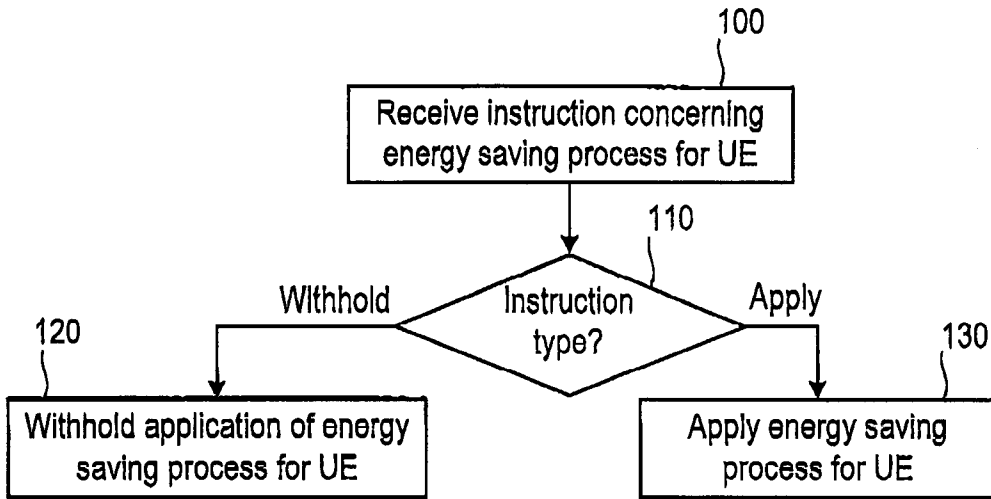 100
Receive instruction concerning
energy saving process for UE
110
Withhold
Instruction
type?
Apply
120
130
Withhold application of energy
saving process for UE
Apply energy saving
process for UE